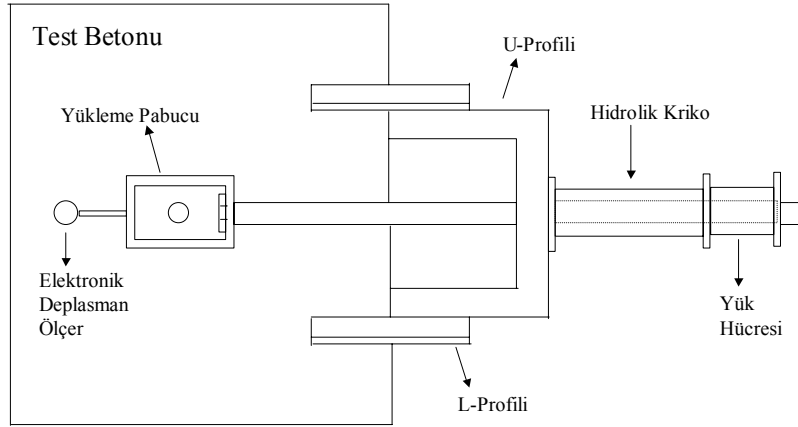 Test Betonu
U-Profili
Yükleme Pabucu
Hidrolik Kriko
Elektronik
Deplasman
Ölçer
Yük
Hücresi
L-Profili